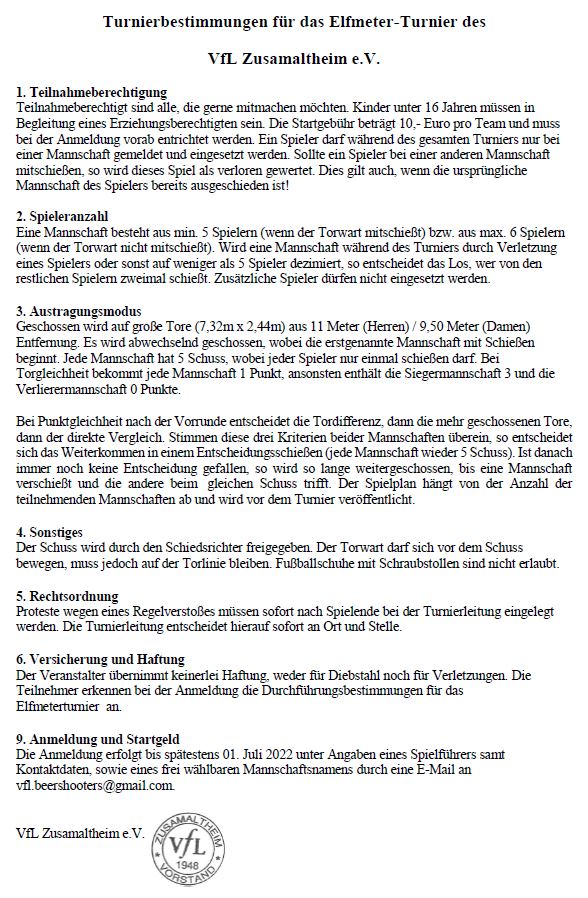 Turnierbestimmungen für das Elfmeter-Turnier des
VfL Zusamaltheim e.V.
1. Teilnahmeberechtigung
Teilnahmeberechtigt sind alle, die gerne mitmachen möchten. Kinder unter 16 Jahren müssen in
Begleitung eines Erziehungsberechtigten sein. Die Startgebühr beträgt 10,- Euro pro Team und muss
bei der Anmeldung vorab entrichtet werden. Ein Spieler darf während des gesamten Turniers nur bei
einer Mannschaft gemeldet und eingesetzt werden. Sollte ein Spieler bei einer anderen Mannschaft
mitschießen, so wird dieses Spiel als verloren gewertet. Dies gilt auch, wenn die ursprüngliche
Mannschaft des Spielers bereits ausgeschieden ist!
2. Spieleranzahl
Eine Mannschaft besteht aus min. 5 Spielern (wenn der Torwart mitschießt) bzw. aus max. 6 Spielern
(wenn der Torwart nicht mitschießt). Wird eine Mannschaft während des Turniers durch Verletzung
eines Spielers oder sonst auf weniger als 5 Spieler dezimiert, so entscheidet das Los, wer von den
restlichen Spielern zweimal schießt. Zusätzliche Spieler dürfen nicht eingesetzt werden.
3. Austragungsmodus
Geschossen wird auf große Tore (7,32m x 2,44m) aus 11 Meter (Herren) / 9,50 Meter (Damen)
Entfernung. Es wird abwechselnd geschossen, wobei die erstgenannte Mannschaft mit Schießen
beginnt. Jede Mannschaft hat 5 Schuss, wobei jeder Spieler nur einmal schießen darf. Bei
Torgleichheit bekommt jede Mannschaft 1 Punkt, ansonsten enthält die Siegermannschaft 3 und die
Verlierermannschaft 0 Punkte.
Bei Punktgleichheit nach der Vorrunde entscheidet die Tordifferenz, dann die mehr geschossenen Tore,
dann der direkte Vergleich. Stimmen diese drei Kriterien beider Mannschaften überein, so entscheidet
sich das Weiterkommen in einem Entscheidungsschießen (jede Mannschaft wieder 5 Schuss). Ist danach
immer noch keine Entscheidung gefallen, so wird so lange weitergeschossen, bis eine Mannschaft
verschießt und die andere beim gleichen Schuss trifft. Der Spielplan hängt von der Anzahl der
teilnehmenden Mannschaften ab und wird vor dem Turnier veröffentlicht.
4. Sonstiges
Der Schuss wird durch den Schiedsrichter freigegeben. Der Torwart darf sich vor dem Schuss
bewegen, muss jedoch auf der Torlinie bleiben. Fußballschuhe mit Schraubstollen sind nicht erlaubt.
5. Rechtsordnung
Proteste wegen eines Regelverstoßes müssen sofort nach Spielende bei der Turnierleitung eingelegt
werden. Die Turnierleitung entscheidet hierauf sofort an Ort und Stelle.
6. Versicherung und Haftung
Der Veranstalter übernimmt keinerlei Haftung, weder für Diebstahl noch für Verletzungen. Die
Teilnehmer erkennen bei der Anmeldung die Durchführungsbestimmungen für das
Elfmeterturnier an.
9. Anmeldung und Startgeld
Die Anmeldung erfolgt bis spätestens 01. Juli 2022 unter Angaben eines Spielführers samt
Kontaktdaten, sowie eines frei wählbaren Mannschaftsnamens durch eine E-Mail an
vfl.beershooters@gmail.com.
VfL Zusamaltheim e.V.
ZUSAMALTHEIM
VfL
1948
VORSTAND